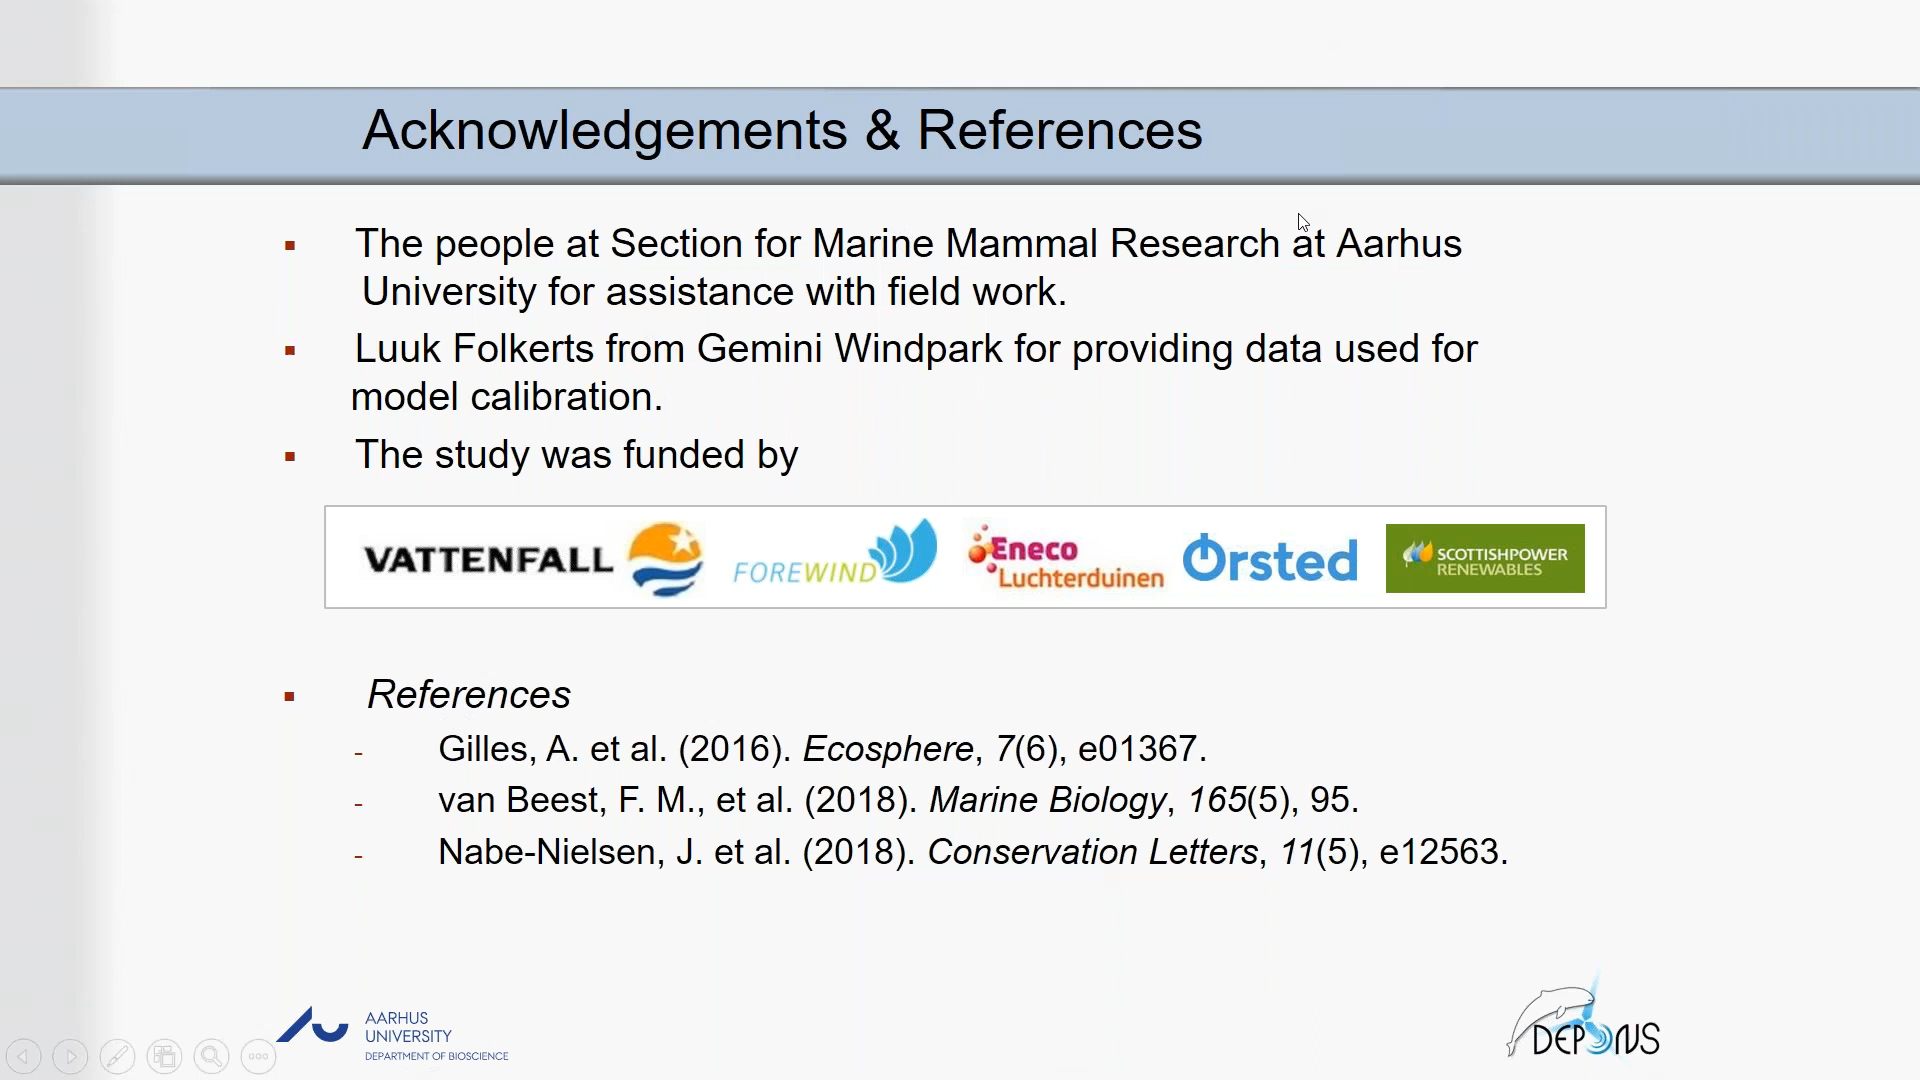 Acknowledgements & References
▪ The people at Section for Marine Mammal Research at Aarhus
University for assistance with field work.
▪ Luuk Folkerts from Gemini Windpark for providing data used for
model calibration.
▪ The study was funded by
VATTENFALL
FOREWIND
Eneco
Luchterduinen
Ørsted
SCOTTISHPOWER
RENEWABLES
▪ References
- Gilles, A. et al. (2016). Ecosphere, 7(6), e01367.
- van Beest, F. M., et al. (2018). Marine Biology, 165(5), 95.
- Nabe-Nielsen, J. et al. (2018). Conservation Letters, 11(5), e12563.
AARHUS
UNIVERSITY
DEPARTMENT OF BIOSCIENCE
DEPONS